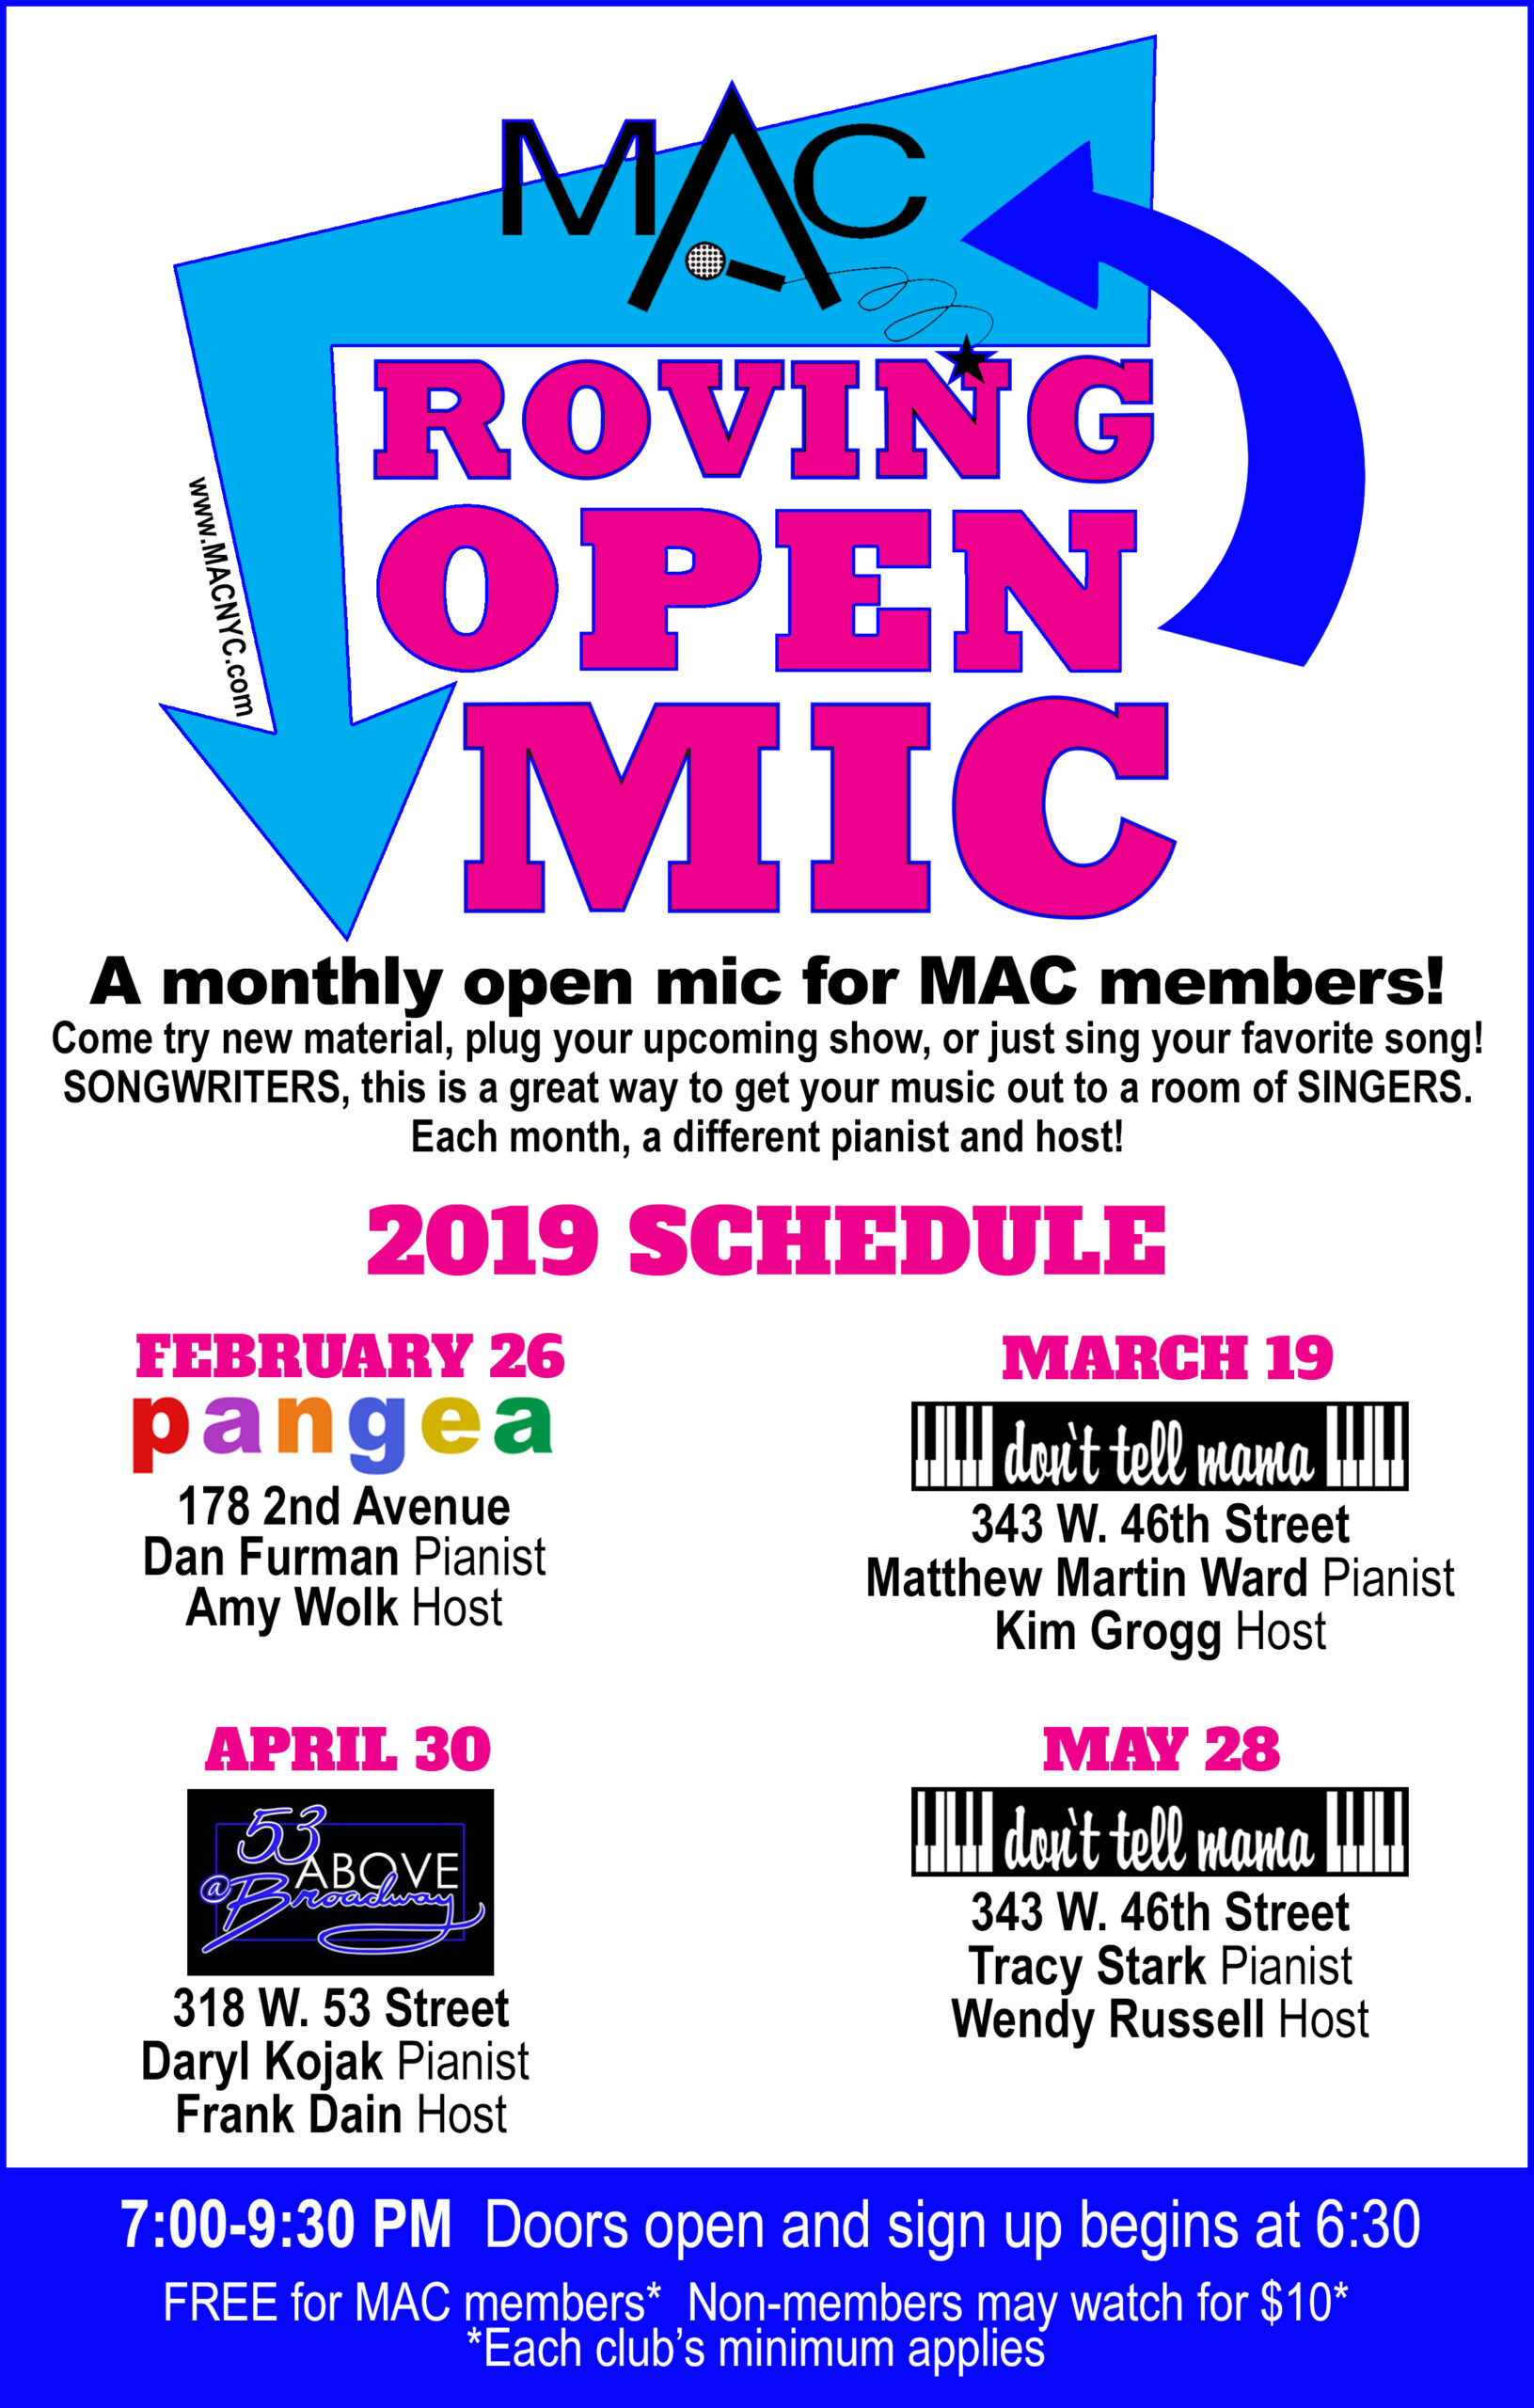 MAC
ROVING
OPEN
MIC
www.MACNYC.com
A monthly open mic for MAC members!
Come try new material, plug your upcoming show, or just sing your favorite song!
SONGWRITERS, this is a great way to get your music out to a room of SINGERS.
Each month, a different pianist and host!
2019 SCHEDULE
FEBRUARY 26
pangea
178 2nd Avenue
Dan Furman Pianist
Amy Wolk Host
MARCH 19
don't tell mama
343 W. 46th Street
Matthew Martin Ward Pianist
Kim Grogg Host
APRIL 30
53
ABOVE
@Broadway
318 W. 53 Street
Daryl Kojak Pianist
Frank Dain Host
MAY 28
don't tell mama
343 W. 46th Street
Tracy Stark Pianist
Wendy Russell Host
7:00-9:30 PM Doors open and sign up begins at 6:30
FREE for MAC members* Non-members may watch for $10*
*Each club's minimum applies